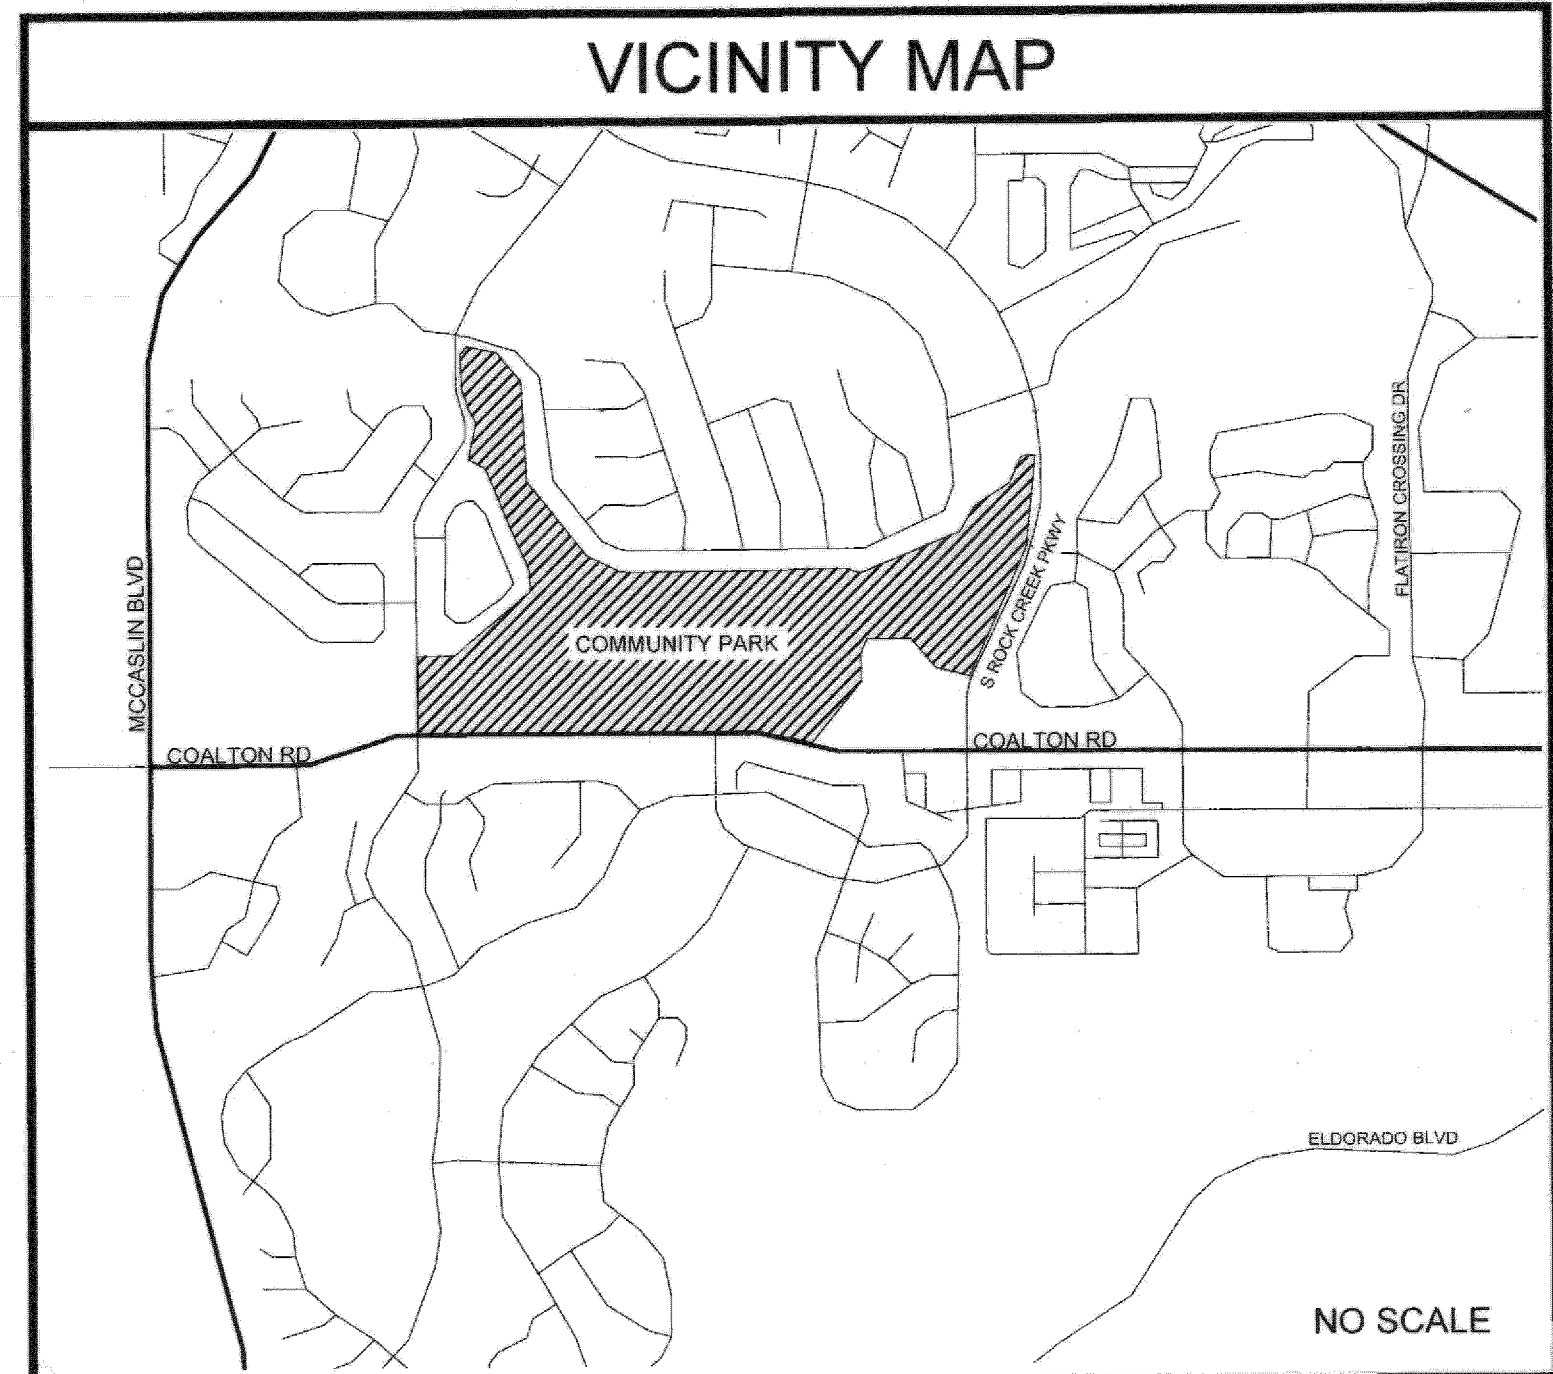 VICINITY MAP
FLATIRON CROSSING DR
S ROCK CREEK PKWY
MCCASLIN BLVD
COMMUNITY PARK
COALTON RD
COALTON RD
ELDORADO BLVD
NO SCALE